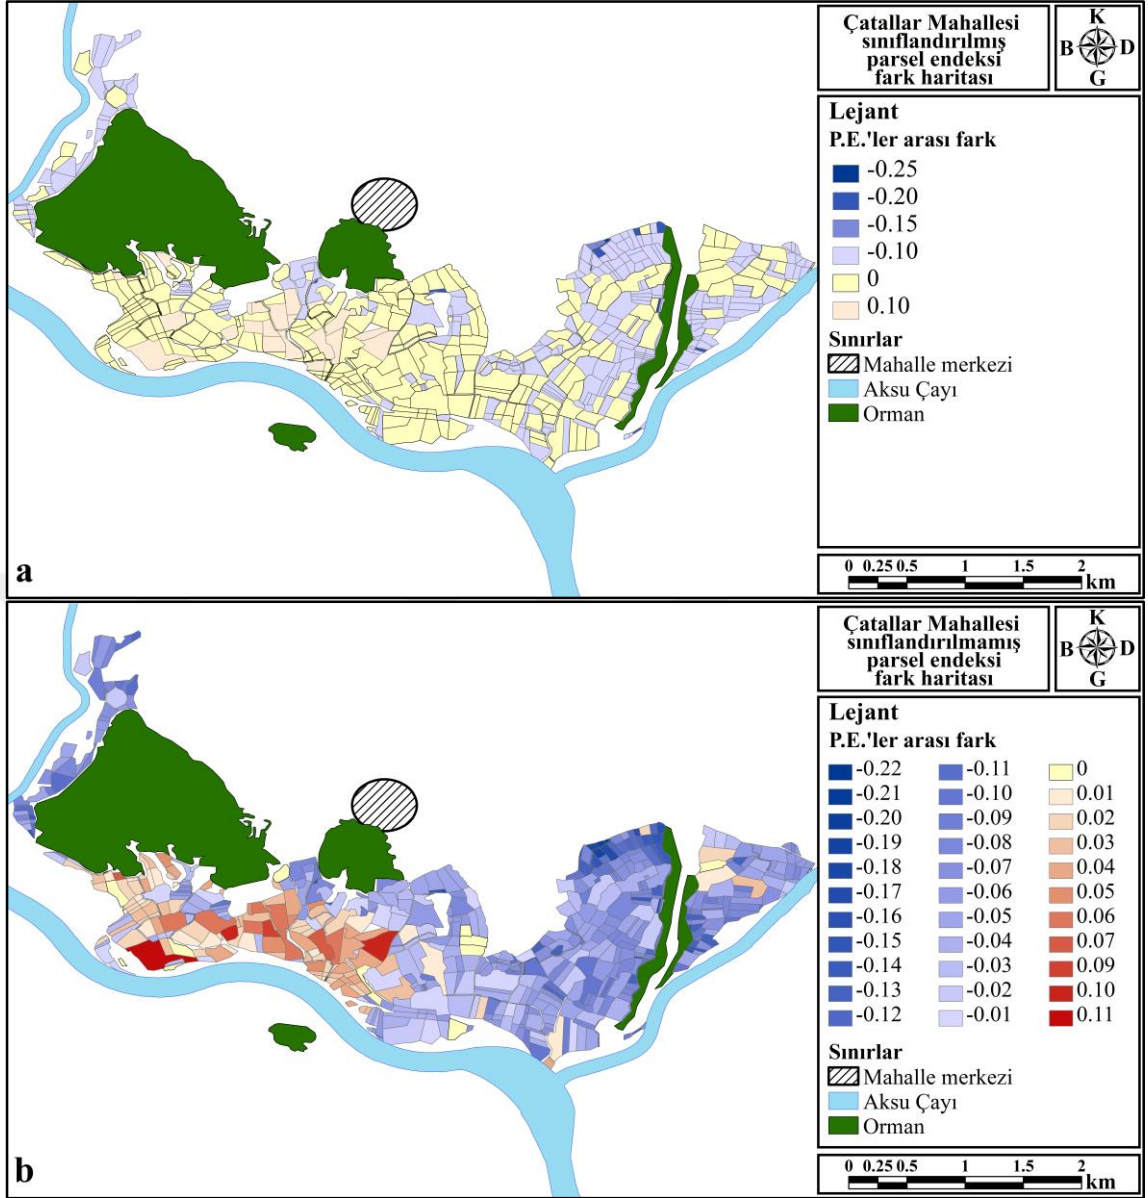 Çatallar Mahallesi
sınıflandırılmış
parsel endeksi
fark haritası
K
B D
G
Lejant
P.E.'ler arası fark
-0.25
-0.20
-0.15
-0.10
0
0.10
Sınırlar
Mahalle merkezi
Aksu Çayı
Orman
a
0 0.25 0.5 1 1.5 2
km
Çatallar Mahallesi
sınıflandırılmamış
parsel endeksi
fark haritası
K
B D
G
Lejant
P.E.'ler arası fark
-0.22 -0.11 0
-0.21 -0.10 0.01
-0.20 -0.09 0.02
-0.19 -0.08 0.03
-0.18 -0.07 0.04
-0.17 -0.06 0.05
-0.16 -0.05 0.06
-0.15 -0.04 0.07
-0.14 -0.03 0.09
-0.13 -0.02 0.10
-0.12 -0.01 0.11
Sınırlar
Mahalle merkezi
Aksu Çayı
Orman
b
0 0.25 0.5 1 1.5 2
km